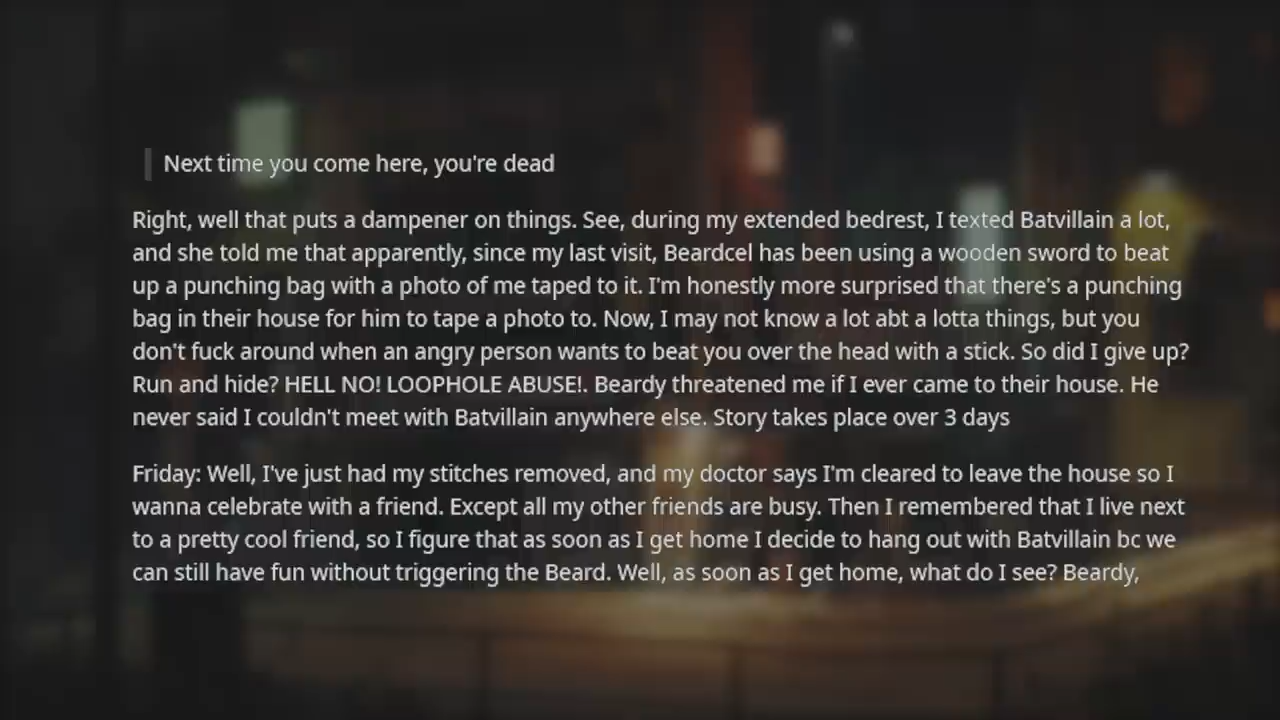 Next time you come here, you're dead
Right, well that puts a dampener on things. See, during my extended bedrest, I texted Batvillain a lot,
and she told me that apparently, since my last visit, Beardcel has been using a wooden sword to beat
up a punching bag with a photo of me taped to it. I'm honestly more surprised that there's a punching
bag in their house for him to tape a photo to. Now, I may not know a lot abt a lotta things, but you
don't fuck around when an angry person wants to beat you over the head with a stick. So did I give up?
Run and hide? HELL NO! LOOPHOLE ABUSE!. Beardy threatened me if I ever came to their house. He
never said I couldn't meet with Batvillain anywhere else. Story takes place over 3 days
Friday: Well, I've just had my stitches removed, and my doctor says I'm cleared to leave the house so I
wanna celebrate with a friend. Except all my other friends are busy. Then I remembered that I live next
to a pretty cool friend, so I figure that as soon as I get home I decide to hang out with Batvillain bc we
can still have fun without triggering the Beard. Well, as soon as I get home, what do I see? Beardy,